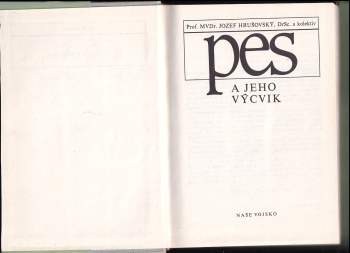 Prof. MVDr. JOZEF HRUŠOVSKÝ, DrSc. a kolektiv
pes
A JEHO
VÝCVIK
NAŠE VOJSKO